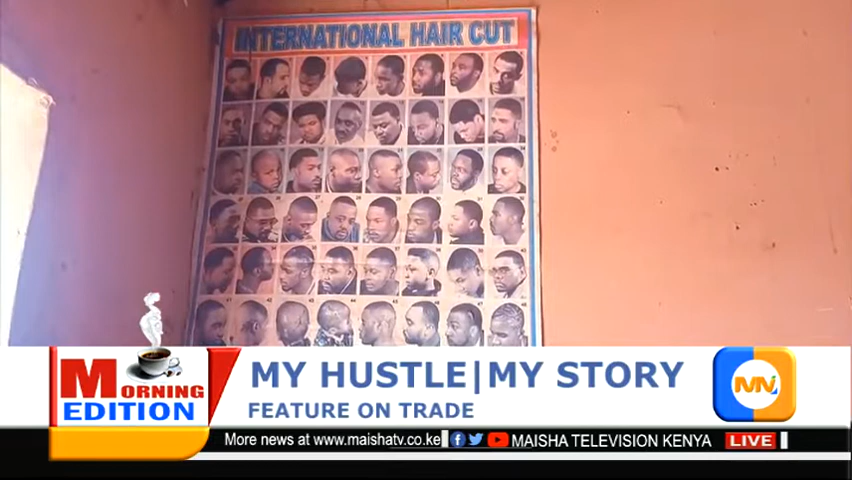 INTERNATIONAL HAIR CUT
MORNING
EDITION
MY HUSTLE|MY STORY
FEATURE ON TRADE
MN
More news at www.maishatv.co.ke
MAISHA TELEVISION KENYA
LIVE